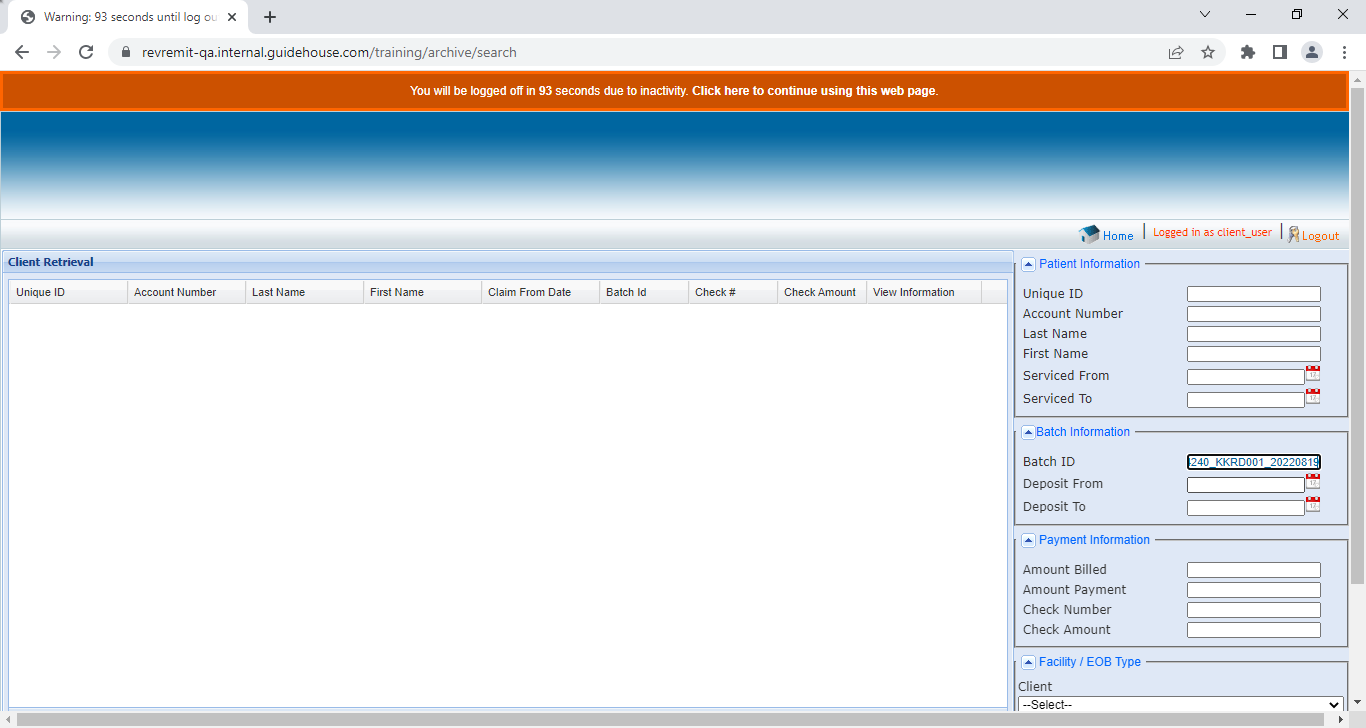 Warning: 93 seconds until log ou
revremit-qa.internal.guidehouse.com/training/archive/search
You will be logged off in 93 seconds due to inactivity. Click here to continue using this web page.
Home Logged in as client_user Logout
Client Retrieval
Unique ID Account Number Last Name First Name Claim From Date Batch Id Check # Check Amount View Information
Patient Information
Unique ID
Account Number
Last Name
First Name
Serviced From
Serviced To
Batch Information
Batch ID 240_KKRD001_20220819
Deposit From
Deposit To
Payment Information
Amount Billed
Amount Payment
Check Number
Check Amount
Facility / EOB Type
Client
--Select--